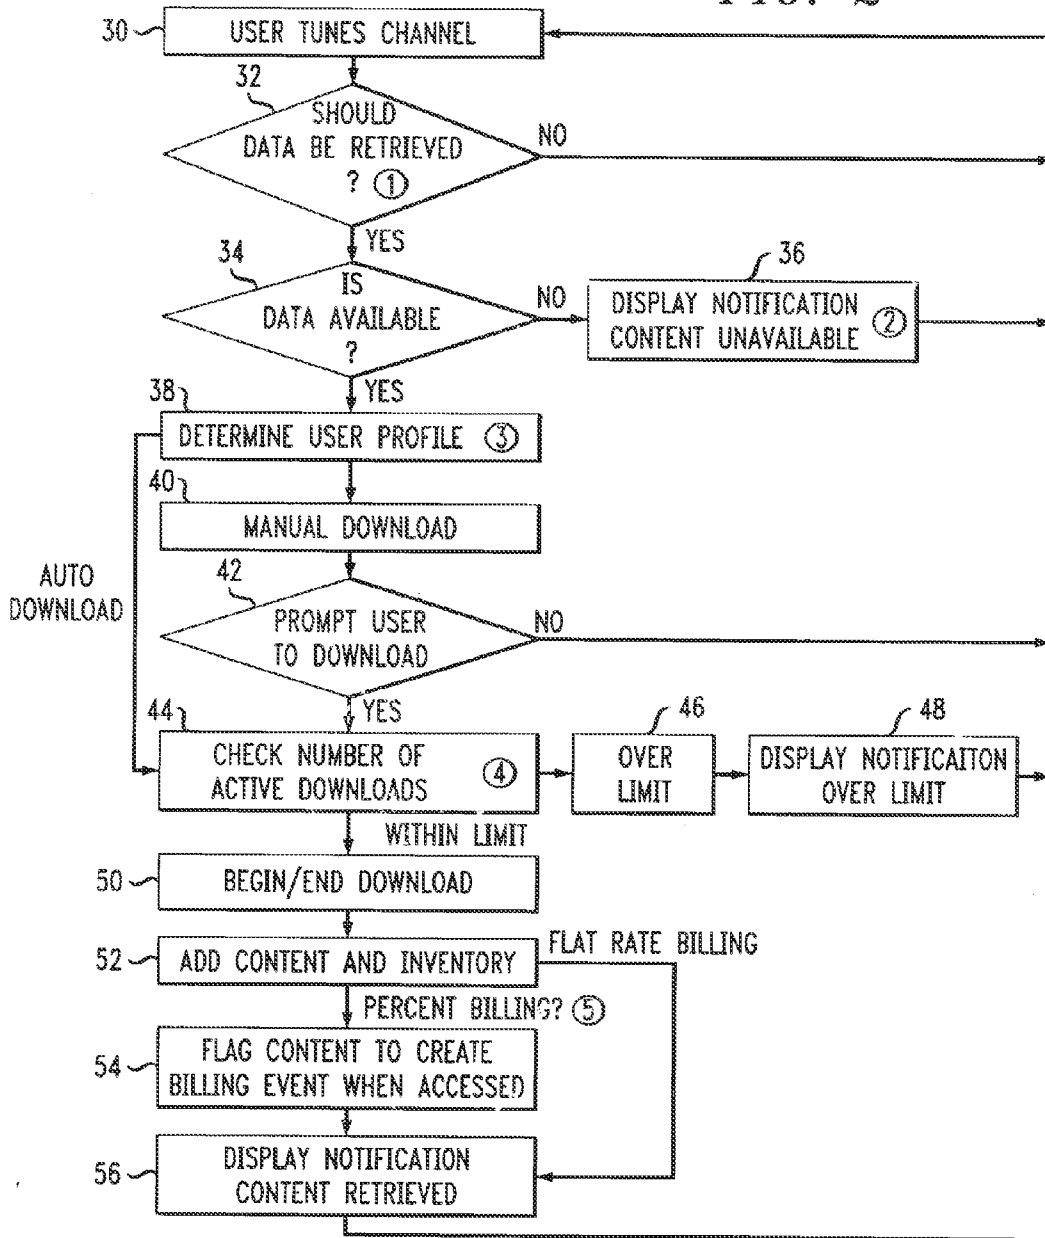 30 USER TUNES CHANNEL
32
SHOULD
DATA BE RETRIEVED
? ①
NO
YES
34
IS
DATA AVAILABLE
?
NO
36
DISPLAY NOTIFICATION
CONTENT UNAVAILABLE ②
YES
38
DETERMINE USER PROFILE ③
40
MANUAL DOWNLOAD
AUTO
DOWNLOAD
42
PROMPT USER
TO DOWNLOAD
NO
YES
44
CHECK NUMBER OF
ACTIVE DOWNLOADS ④
46
OVER
LIMIT
48
DISPLAY NOTIFICAITON
OVER LIMIT
WITHIN LIMIT
50 BEGIN/END DOWNLOAD
52 ADD CONTENT AND INVENTORY
FLAT RATE BILLING
PERCENT BILLING? ⑤
54
FLAG CONTENT TO CREATE
BILLING EVENT WHEN ACCESSED
56
DISPLAY NOTIFICATION
CONTENT RETRIEVED